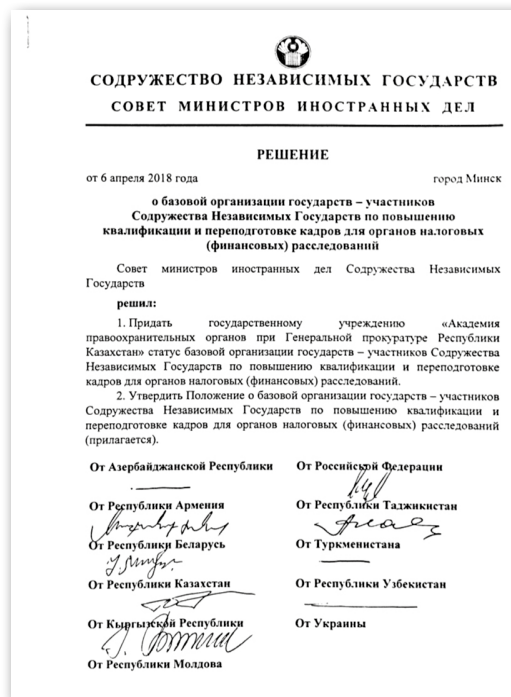 СОДРУЖЕСТВО НЕЗАВИСИМЫХ ГОСУДАРСТВ
СОВЕТ МИНИСТРОВ ИНОСТРАННЫХ ДЕЛ
РЕШЕНИЕ
от 6 апреля 2018 года город Минск
о базовой организации государств – участников
Содружества Независимых Государств по повышению
квалификации и переподготовке кадров для органов налоговых
(финансовых) расследований
Совет министров иностранных дел Содружества Независимых
Государств
решил:
1. Придать государственному учреждению «Академия
правоохранительных органов при Генеральной прокуратуре Республики
Казахстан» статус базовой организации государств – участников Содружества
Независимых Государств по повышению квалификации и переподготовке
кадров для органов налоговых (финансовых) расследований.
2. Утвердить Положение о базовой организации государств – участников
Содружества Независимых Государств по повышению квалификации и
переподготовке кадров для органов налоговых (финансовых) расследований
(прилагается).
От Азербайджанской Республики От Российской Федерации
От Республики Армения От Республики Таджикистан
От Республики Беларусь От Туркменистана
От Республики Казахстан От Республики Узбекистан
От Кыргызской Республики От Украины
От Республики Молдова